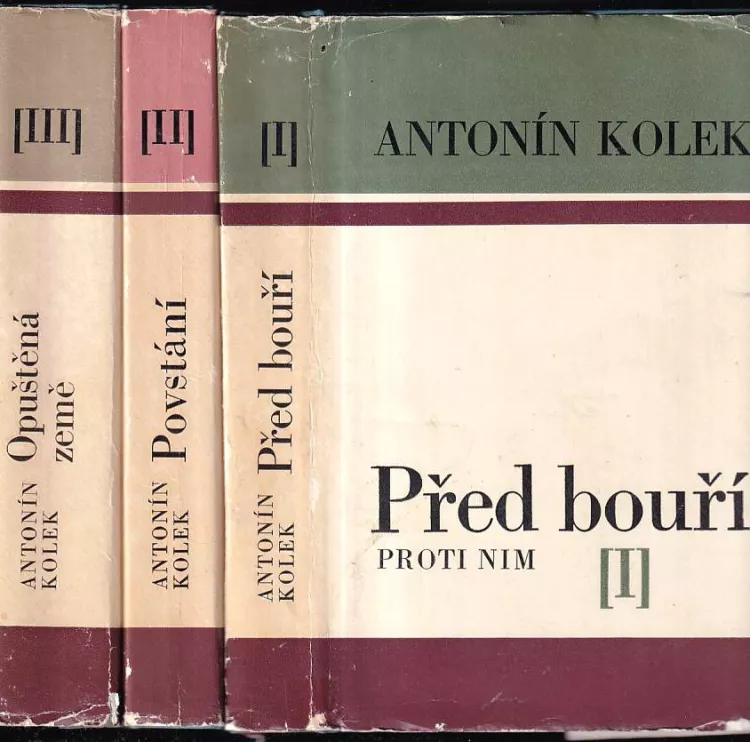 [III]
Opuštěná
země
ANTONÍN
KOLEK
[II]
Povstání
ANTONÍN
KOLEK
[I]
Před bouří
ANTONÍN
KOLEK
ANTONÍN KOLEK
Před bouří
PROTI NIM
[I]